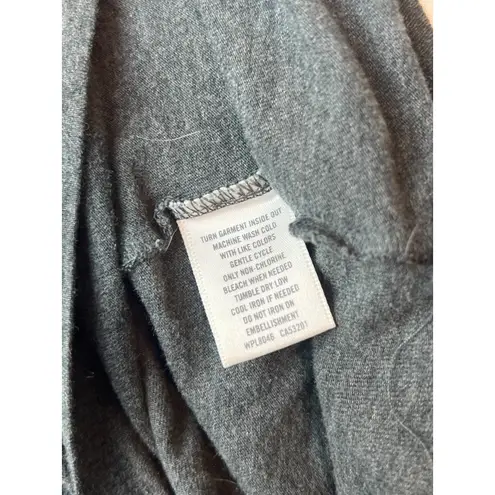 TURN GARMENT INSIDE OUT
MACHINE WASH COLD
WITH LIKE COLORS
GENTLE CYCLE
ONLY NON-CHLORINE
BLEACH WHEN NEEDED
TUMBLE DRY LOW
COOL IRON IF NEEDED
DO NOT IRON ON
EMBELLISHMENT
WPL8046 CA53201